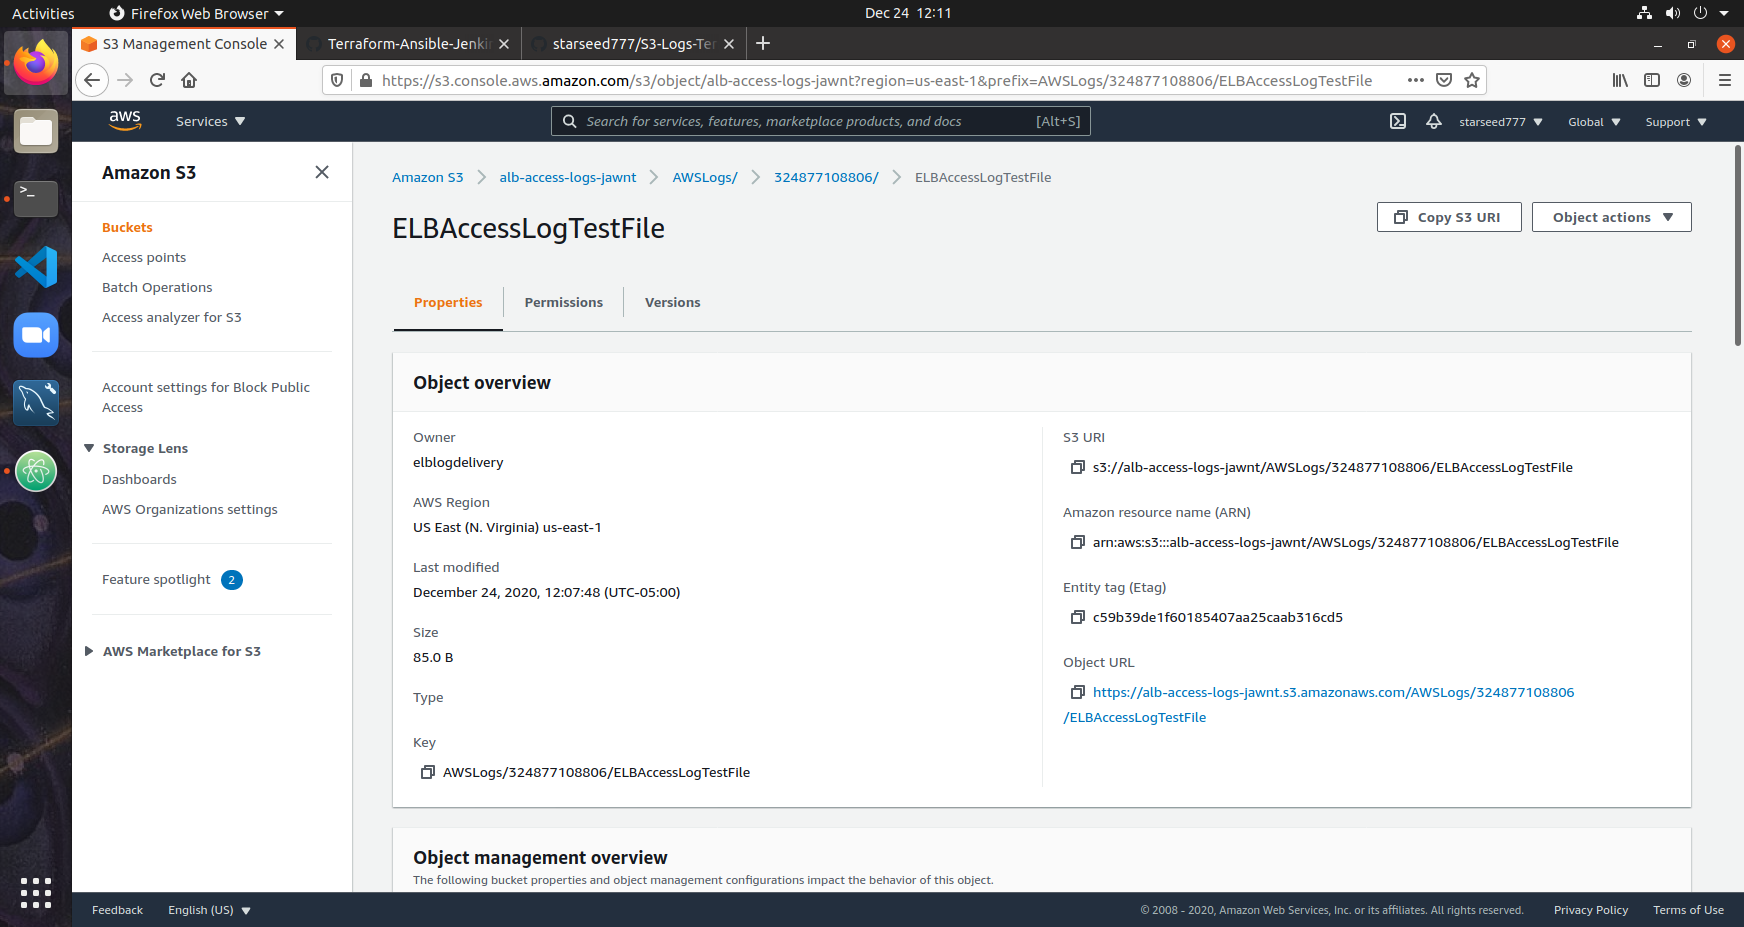 Activities
Firefox Web Browser
Dec 24 12:11
S3 Management Console
Terraform-Ansible-Jenki
starseed777/S3-Logs-Ter
https://s3.console.aws.amazon.com/s3/object/alb-access-logs-jawnt?region=us-east-1&prefix=AWSLogs/324877108806/ELBAccessLogTestFile
aws
Services
Search for services, features, marketplace products, and docs
[Alt+S]
starseed777
Global
Support
Amazon S3
Buckets
Access points
Batch Operations
Access analyzer for S3
Account settings for Block Public
Access
Storage Lens
Dashboards
AWS Organizations settings
Feature spotlight 2
AWS Marketplace for S3
Amazon S3
alb-access-logs-jawnt
AWSLogs/
324877108806/
ELBAccessLogTestFile
ELBAccessLogTestFile
Copy S3 URI
Object actions
Properties
Permissions
Versions
Object overview
Owner
elblogdelivery
AWS Region
US East (N. Virginia) us-east-1
Last modified
December 24, 2020, 12:07:48 (UTC-05:00)
Size
85.0 B
Type
Key
AWSLogs/324877108806/ELBAccessLogTestFile
S3 URI
s3://alb-access-logs-jawnt/AWSLogs/324877108806/ELBAccessLogTestFile
Amazon resource name (ARN)
arn:aws:s3:::alb-access-logs-jawnt/AWSLogs/324877108806/ELBAccessLogTestFile
Entity tag (Etag)
c59b39de1f60185407aa25caab316cd5
Object URL
https://alb-access-logs-jawnt.s3.amazonaws.com/AWSLogs/324877108806
/ELBAccessLogTestFile
Object management overview
The following bucket properties and object management configurations impact the behavior of this object.
Feedback
English (US)
© 2008 - 2020, Amazon Web Services, Inc. or its affiliates. All rights reserved.
Privacy Policy
Terms of Use